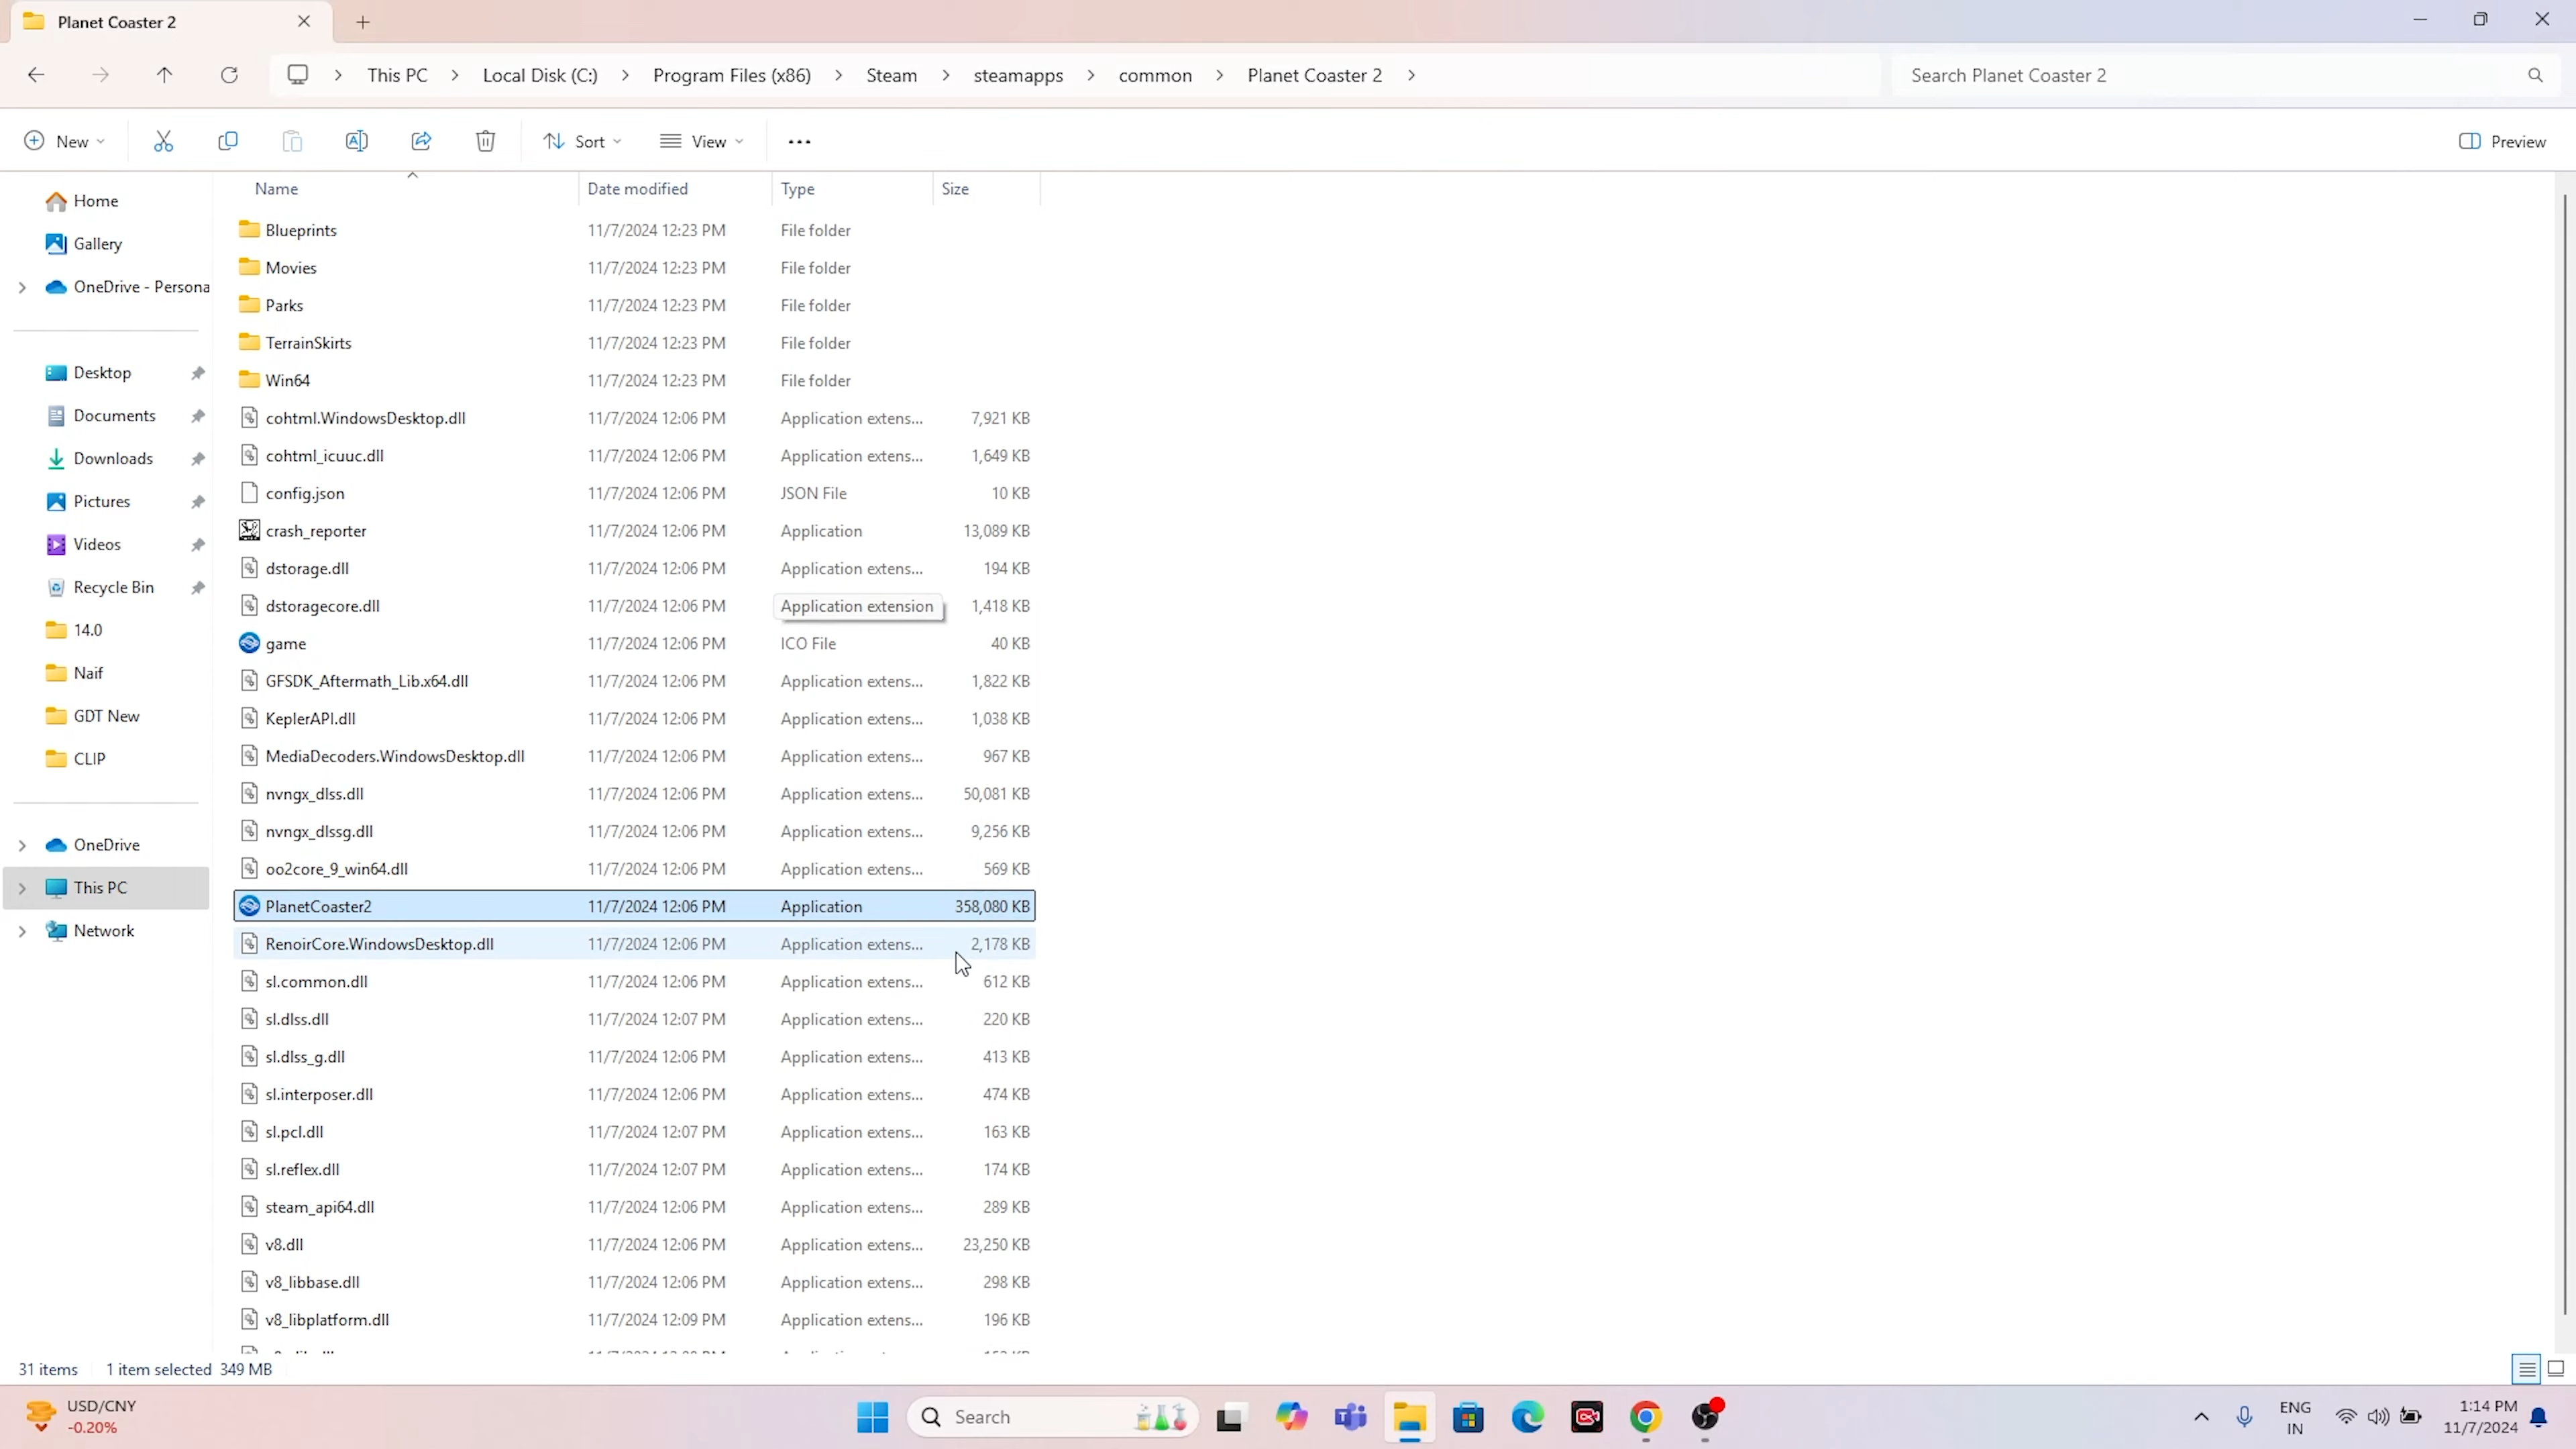 Planet Coaster 2
This PC > Local Disk (C:) > Program Files (x86) > Steam > steamapps > common > Planet Coaster 2 >
Search Planet Coaster 2
New
Sort
View
Preview
Name Date modified Type Size
Home
Gallery
OneDrive - Persona
Desktop
Documents
Downloads
Pictures
Videos
Recycle Bin
14.0
Naif
GDT New
CLIP
OneDrive
This PC
Network
Blueprints 11/7/2024 12:23 PM File folder
Movies 11/7/2024 12:23 PM File folder
Parks 11/7/2024 12:23 PM File folder
TerrainSkirts 11/7/2024 12:23 PM File folder
Win64 11/7/2024 12:23 PM File folder
cohtml.WindowsDesktop.dll 11/7/2024 12:06 PM Application extens... 7,921 KB
cohtml_icuuc.dll 11/7/2024 12:06 PM Application extens... 1,649 KB
config.json 11/7/2024 12:06 PM JSON File 10 KB
crash_reporter 11/7/2024 12:06 PM Application 13,089 KB
dstorage.dll 11/7/2024 12:06 PM Application extens... 194 KB
dstoragecore.dll 11/7/2024 12:06 PM Application extension 1,418 KB
game 11/7/2024 12:06 PM ICO File 40 KB
GFSDK_Aftermath_Lib.x64.dll 11/7/2024 12:06 PM Application extens... 1,822 KB
KeplerAPI.dll 11/7/2024 12:06 PM Application extens... 1,038 KB
MediaDecoders.WindowsDesktop.dll 11/7/2024 12:06 PM Application extens... 967 KB
nvngx_dlss.dll 11/7/2024 12:06 PM Application extens... 50,081 KB
nvngx_dlssg.dll 11/7/2024 12:06 PM Application extens... 9,256 KB
oo2core_9_win64.dll 11/7/2024 12:06 PM Application extens... 569 KB
PlanetCoaster2 11/7/2024 12:06 PM Application 358,080 KB
RenoirCore.WindowsDesktop.dll 11/7/2024 12:06 PM Application extens... 2,178 KB
sl.common.dll 11/7/2024 12:06 PM Application extens... 612 KB
sl.dlss.dll 11/7/2024 12:07 PM Application extens... 220 KB
sl.dlss_g.dll 11/7/2024 12:06 PM Application extens... 413 KB
sl.interposer.dll 11/7/2024 12:06 PM Application extens... 474 KB
sl.pcl.dll 11/7/2024 12:07 PM Application extens... 163 KB
sl.reflex.dll 11/7/2024 12:07 PM Application extens... 174 KB
steam_api64.dll 11/7/2024 12:06 PM Application extens... 289 KB
v8.dll 11/7/2024 12:06 PM Application extens... 23,250 KB
v8_libbase.dll 11/7/2024 12:06 PM Application extens... 298 KB
v8_libplatform.dll 11/7/2024 12:09 PM Application extens... 196 KB
31 items 1 item selected 349 MB
USD/CNY
-0.20%
Search
ENG
IN
1:14 PM
11/7/2024